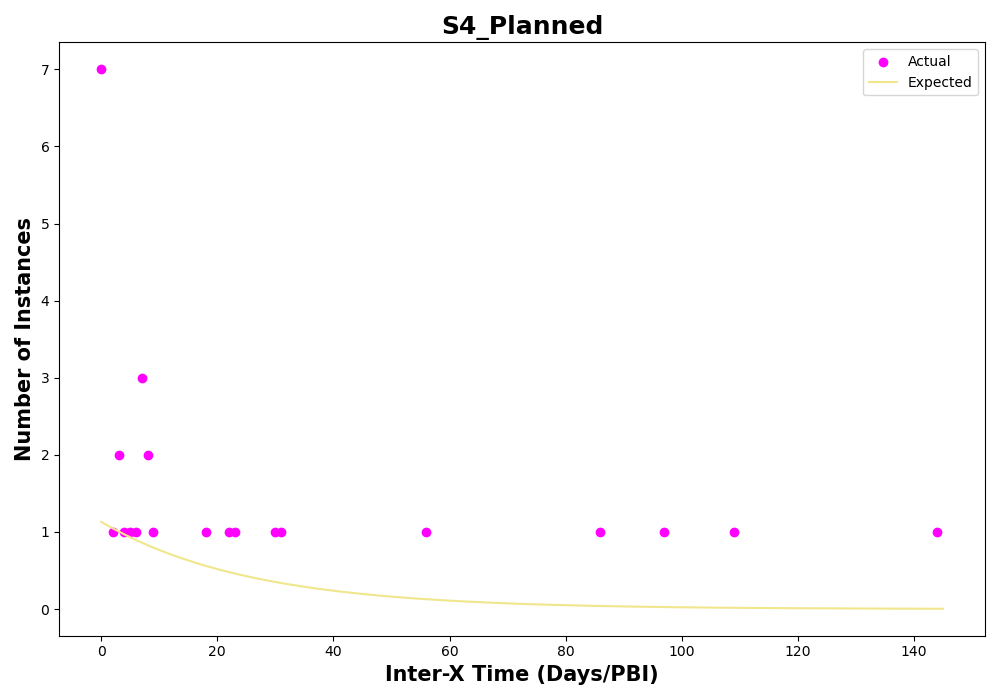 S4_Planned
Actual
Expected
Number of Instances
7
6
5
4
3
2
1
0
0 20 40 60 80 100 120 140
Inter-X Time (Days/PBI)